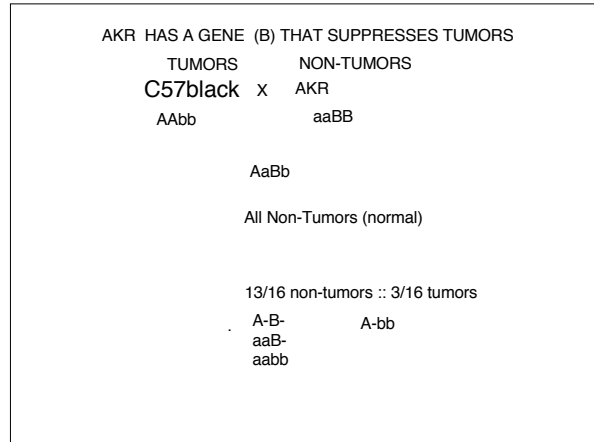 AKR HAS A GENE (B) THAT SUPPRESSES TUMORS
TUMORS NON-TUMORS
C57black x AKR
AAbb aaBB
AaBb
All Non-Tumors (normal)
13/16 non-tumors :: 3/16 tumors
. A-B- A-bb
aaB-
aabb